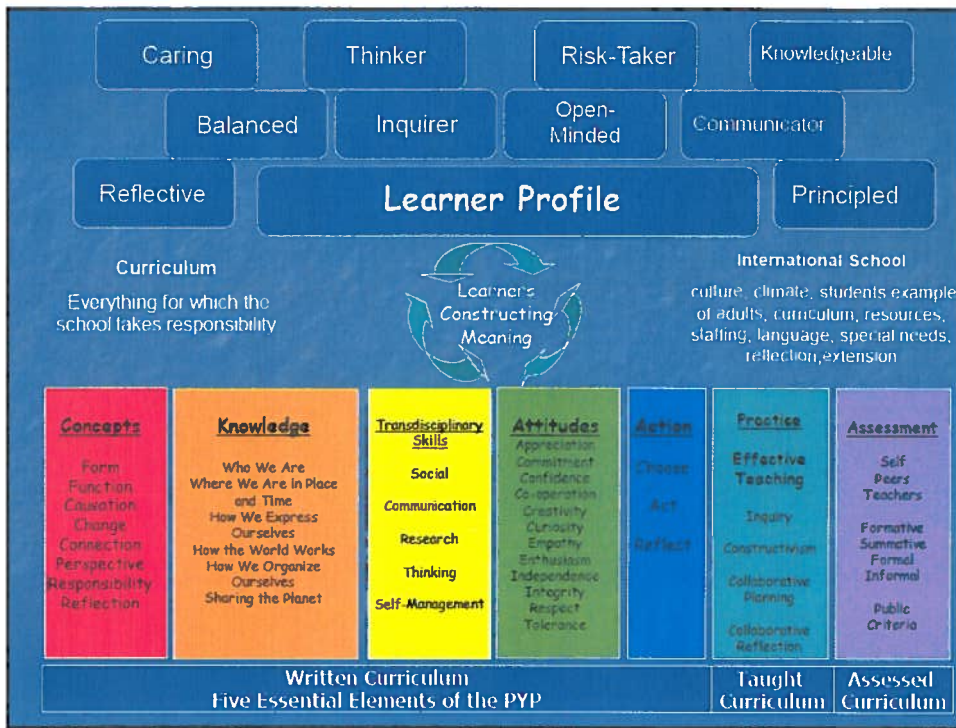 Caring
Thinker
Risk-Taker
Knowledgeable
Balanced
Inquirer
Open-
Minded
Communicator
Reflective
Learner Profile
Principled
Curriculum
Everything for which the
school takes responsibility
Learners
Constructing
Meaning
International School
culture, climate, students example
of adults, curriculum, resources,
staffing, language, special needs,
reflection,extension
Concepts
Form
Function
Causation
Change
Connection
Perspective
Responsibility
Reflection
Knowledge
Who We Are
Where We Are in Place
and Time
How We Express
Ourselves
How the World Works
How We Organize
Ourselves
Sharing the Planet
Transdisciplinary
Skills
Social
Communication
Research
Thinking
Self-Management
Attitudes
Appreciation
Commitment
Confidence
Co-operation
Creativity
Curiosity
Empathy
Enthusiasm
Independence
Integrity
Respect
Tolerance
Action
Choose
Act
Reflect
Practice
Effective
Teaching
Inquiry
Constructivism
Collaborative
Planning
Collaborative
Reflection
Assessment
Self
Peers
Teachers
Formative
Summative
Formal
Informal
Public
Criteria
Written Curriculum
Five Essential Elements of the PYP
Taught
Curriculum
Assessed
Curriculum